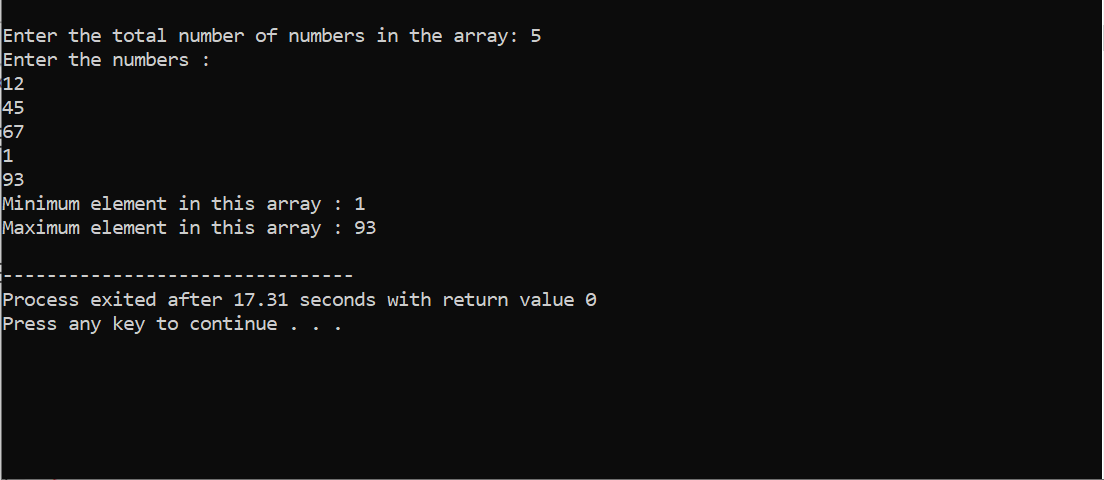 Enter the total number of numbers in the array: 5
Enter the numbers :
12
45
67
1
93
Minimum element in this array : 1
Maximum element in this array : 93
--------------------------------
Process exited after 17.31 seconds with return value 0
Press any key to continue . . .